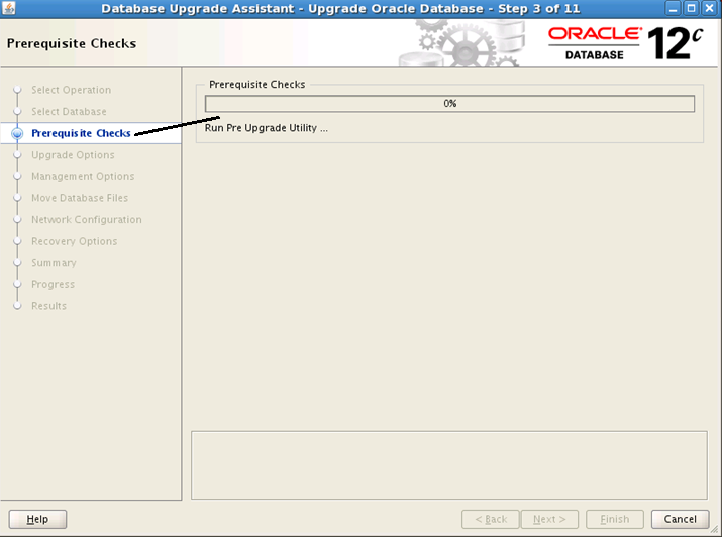 Database Upgrade Assistant - Upgrade Oracle Database - Step 3 of 11
Prerequisite Checks
ORACLE
DATABASE
12c
Select Operation
Select Database
Prerequisite Checks
Upgrade Options
Management Options
Move Database Files
Network Configuration
Recovery Options
Summary
Progress
Results
Prerequisite Checks
0%
Run Pre Upgrade Utility ...
Help
< Back
Next >
Finish
Cancel